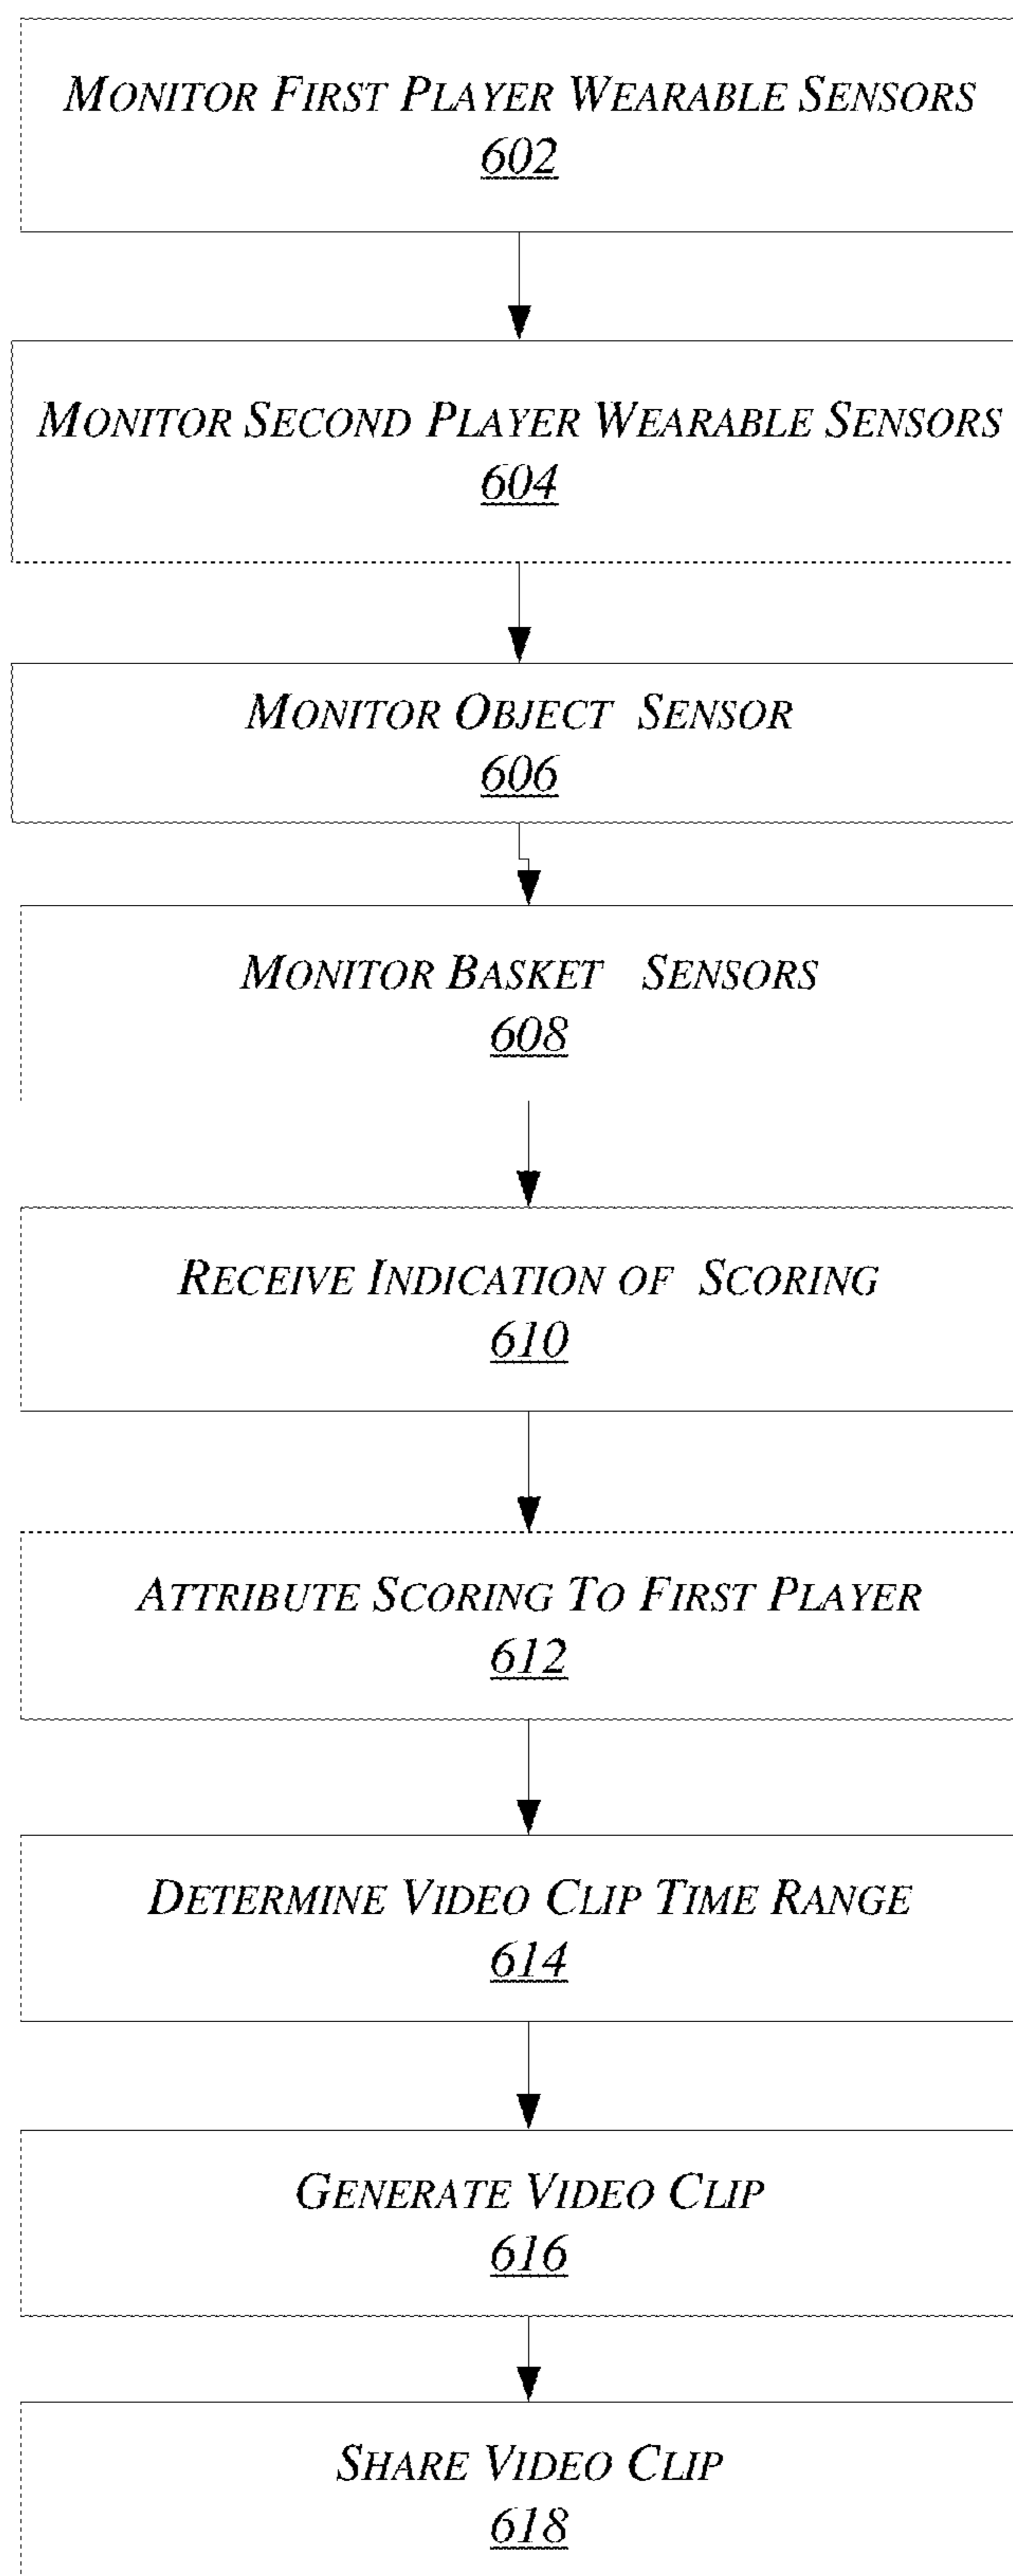 MONITOR FIRST PLAYER WEARABLE SENSORS
602
MONITOR SECOND PLAYER WEARABLE SENSORS
604
MONITOR OBJECT SENSOR
606
MONITOR BASKET SENSORS
608
RECEIVE INDICATION OF SCORING
610
ATTRIBUTE SCORING TO FIRST PLAYER
612
DETERMINE VIDEO CLIP TIME RANGE
614
GENERATE VIDEO CLIP
616
SHARE VIDEO CLIP
618